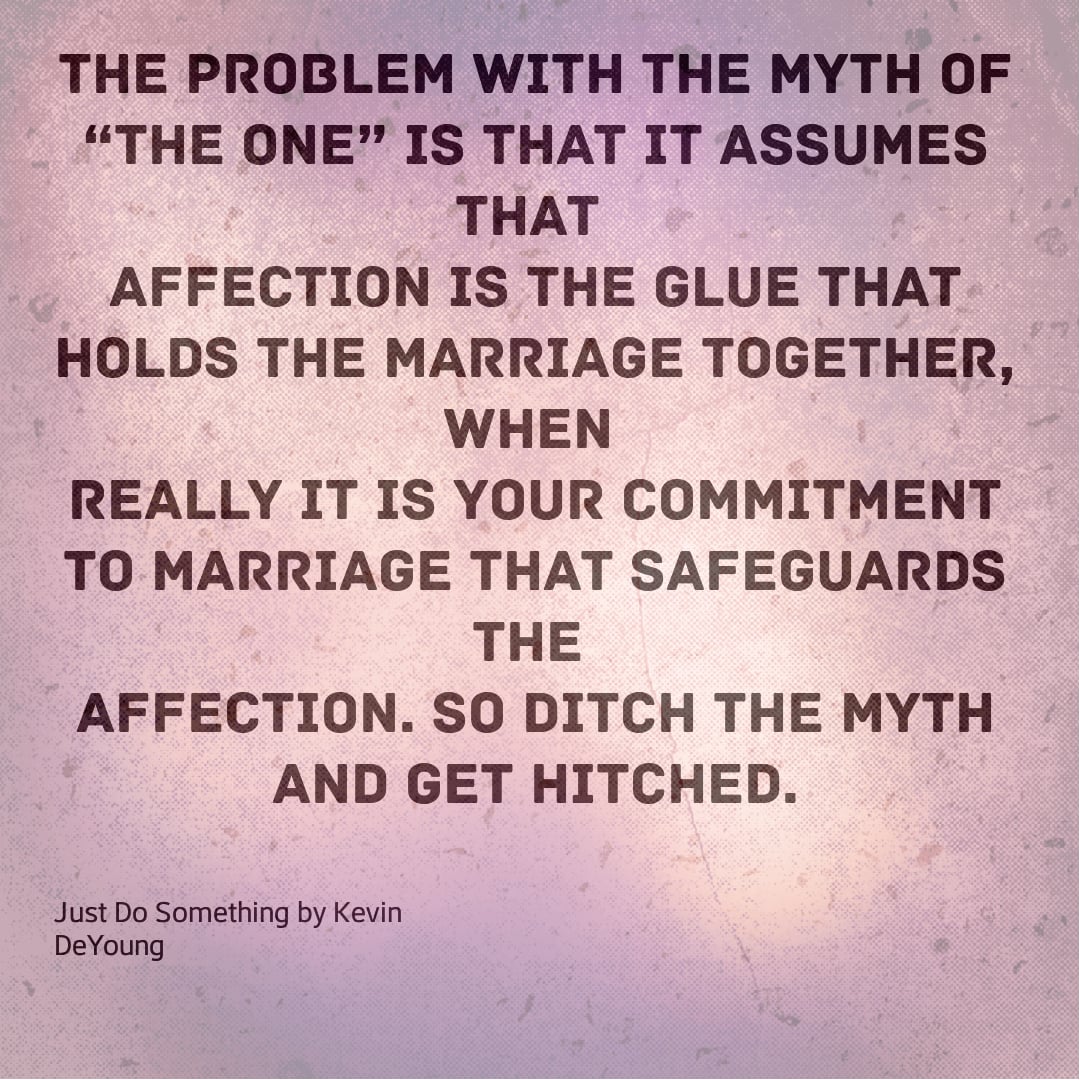 THE PROBLEM WITH THE MYTH OF
“THE ONE” IS THAT IT ASSUMES
THAT
AFFECTION IS THE GLUE THAT
HOLDS THE MARRIAGE TOGETHER,
WHEN
REALLY IT IS YOUR COMMITMENT
TO MARRIAGE THAT SAFEGUARDS
THE
AFFECTION. SO DITCH THE MYTH
AND GET HITCHED.
Just Do Something by Kevin
DeYoung